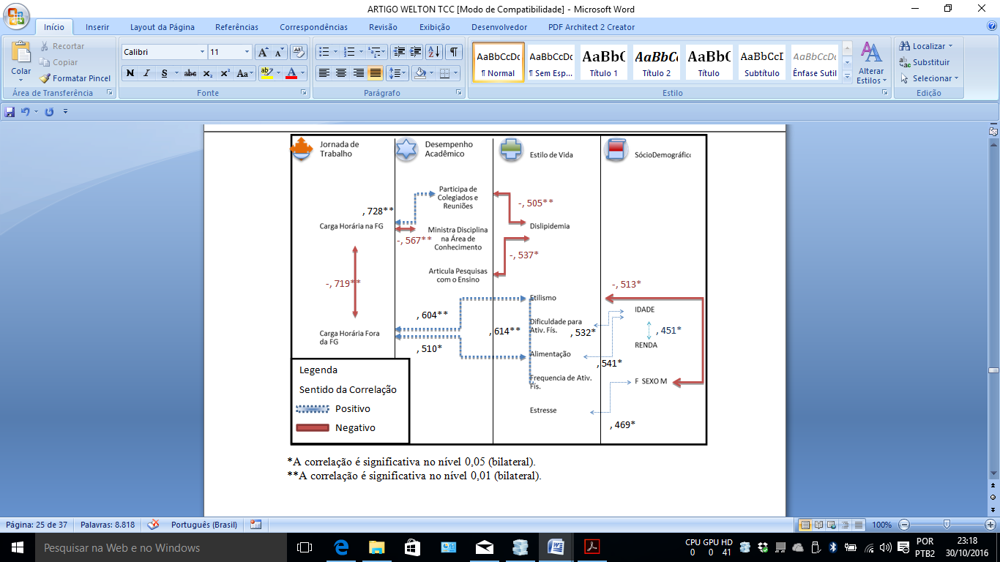 ARTIGO WELTON TCC [Modo de Compatibilidade] - Microsoft Word
Início Inserir Layout da Página Referências Correspondências Revisão Exibição Desenvolvedor PDF Architect 2 Creator
Colar
Recortar
Copiar
Formatar Pincel
Área de Transferência
Calibri 11
N I S abc x₂ x² Aa
Fonte
Parágrafo
AaBbCcDc AaBbCcDc AaBbC AaBbCc AaBbC AaBbCcI AaBbCcDc
¶ Normal ¶ Sem Esp... Título 1 Título 2 Título Subtítulo Ênfase Sutil
Alterar
Estilos
Estilo
Localizar
Substituir
Selecionar
Edição
Jornada de
Trabalho
Desempenho
Acadêmico
Estilo de Vida
SócioDemográfic
Participa de
Colegiados e
Reuniões
-, 505**
, 728**
Carga Horária na FG
Ministra Disciplina
na Área de
Conhecimento
Dislipidemia
-, 567**
-, 537*
Articula Pesquisas
com o Ensino
-, 719**
-, 513*
Etilismo
IDADE
, 604**
Dificuldade para
Ativ. Fís.
, 614**
, 532*
, 451*
Carga Horária Fora
da FG
RENDA
, 510*
Alimentação
, 541*
Frequencia de Ativ.
Fís.
F SEXO M
Estresse
, 469*
Legenda
Sentido da Correlação
Positivo
Negativo
*A correlação é significativa no nível 0,05 (bilateral).
**A correlação é significativa no nível 0,01 (bilateral).
Página: 25 de 37 Palavras: 8.818 Português (Brasil) 100%
Pesquisar na Web e no Windows
CPU GPU HD
0 0 41
POR
PTB2
23:18
30/10/2016